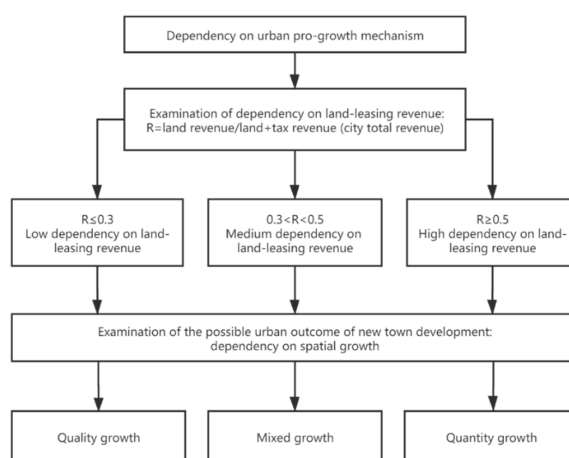 Dependency on urban pro-growth mechanism
Examination of dependency on land-leasing revenue:
R=land revenue/land+tax revenue (city total revenue)
R≤0.3
Low dependency on land-
leasing revenue
0.3<R<0.5
Medium dependency on
land-leasing revenue
R≥0.5
High dependency on land-
leasing revenue
Examination of the possible urban outcome of new town development:
dependency on spatial growth
Quality growth
Mixed growth
Quantity growth